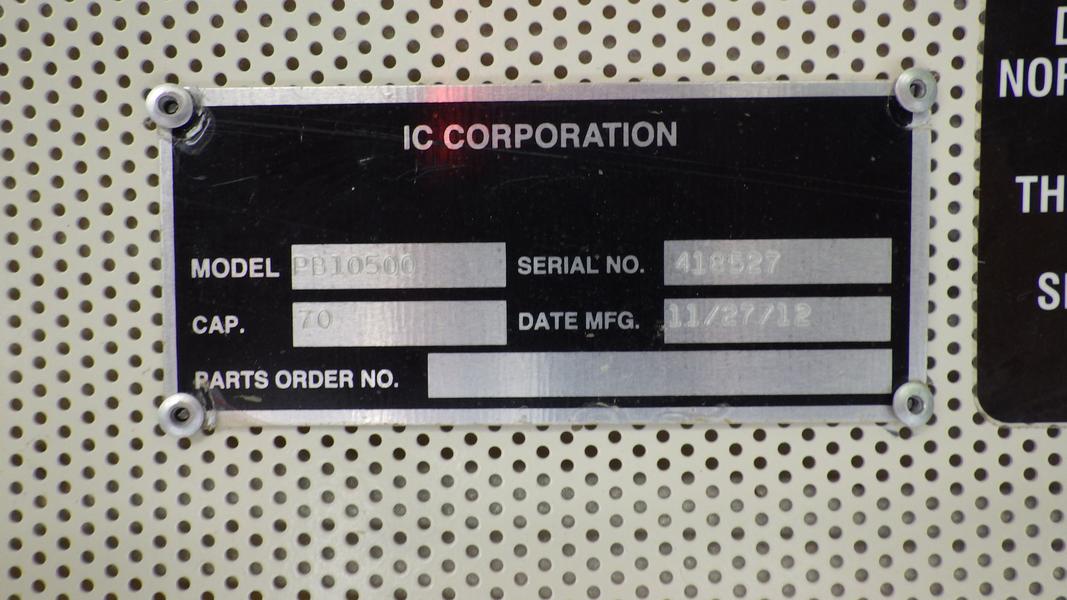 IC CORPORATION
MODEL PB10500 SERIAL NO. 418527
CAP. 70 DATE MFG. 11/27/12
PARTS ORDER NO.
NOR
TH